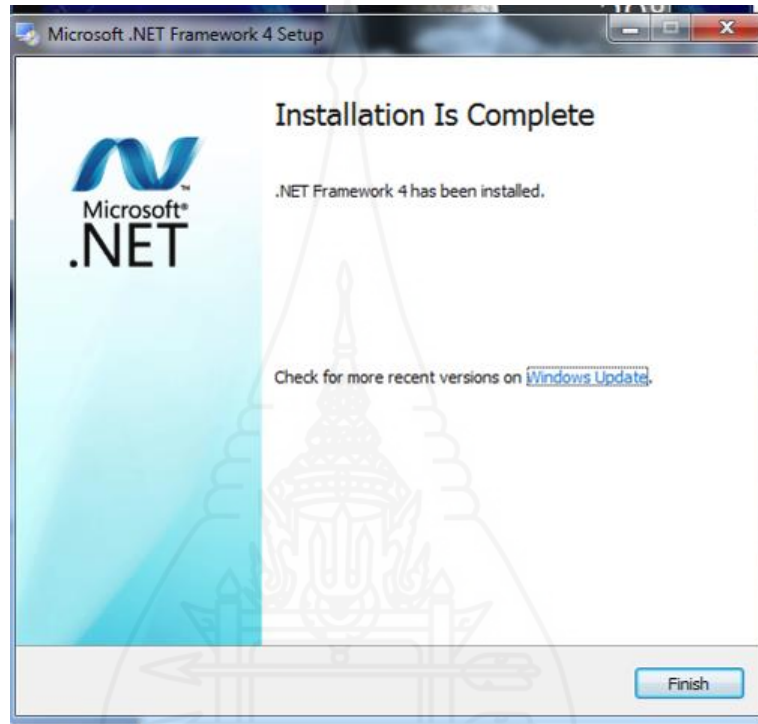 Microsoft .NET Framework 4 Setup
Installation Is Complete
.NET Framework 4 has been installed.
Microsoft®
.NET
Check for more recent versions on Windows Update.
Finish